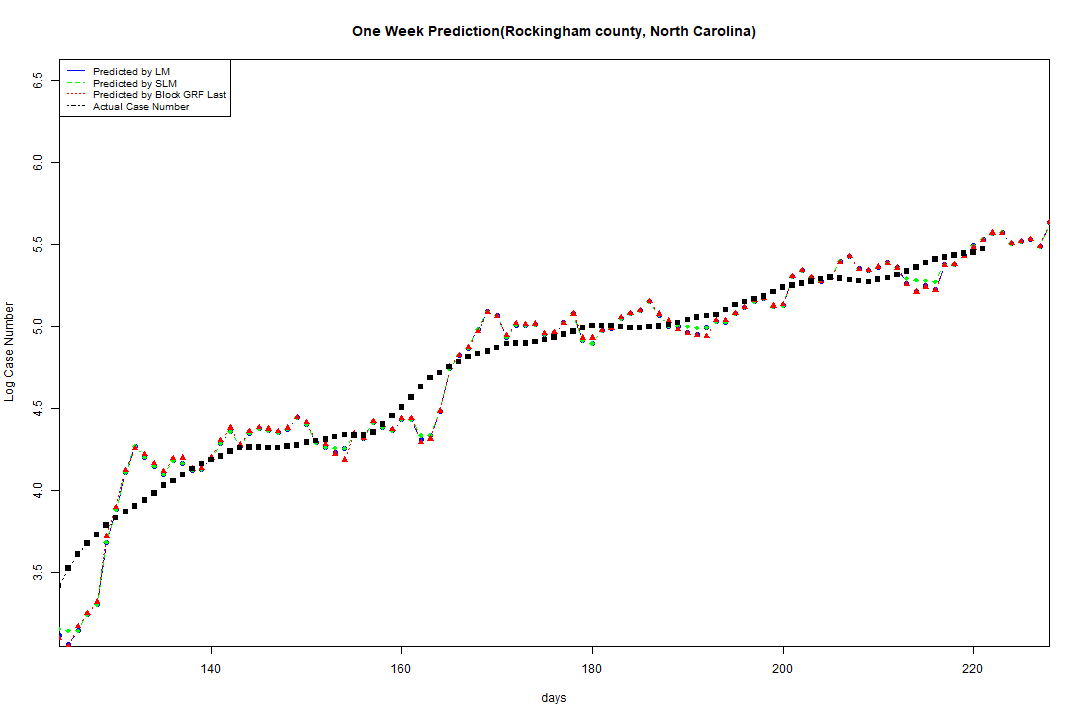 One Week Prediction(Rockingham county, North Carolina)
Predicted by LM
Predicted by SLM
Predicted by Block GRF Last
Actual Case Number
6.5
6.0
5.5
5.0
4.5
4.0
3.5
Log Case Number
140 160 180 200 220
days